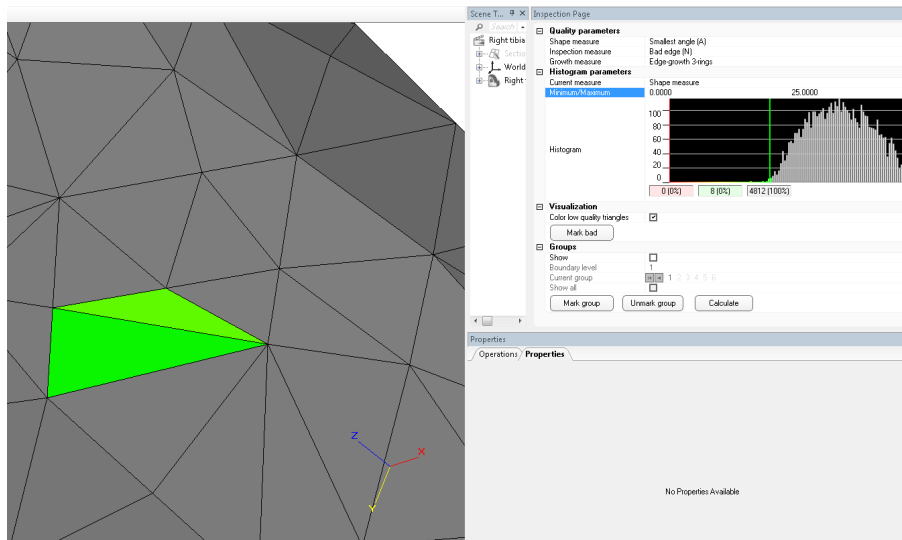 Scene T...
Search
Right tibia
Sectio
World
Right
Inspection Page
Quality parameters
Shape measure Smallest angle (A)
Inspection measure Bad edge (N)
Growth measure Edge-growth 3-rings
Histogram parameters
Current measure Shape measure
Minimum/Maximum 0.0000 25.0000
Histogram
100
80
60
40
20
0
0 (0%) 8 (0%) 4812 (100%)
Visualization
Color low quality triangles
Mark bad
Groups
Show
Boundary level 1
Current group 1 2 3 4 5 6
Show all
Mark group Unmark group Calculate
Properties
Operations Properties
No Properties Available
Z
X
Y